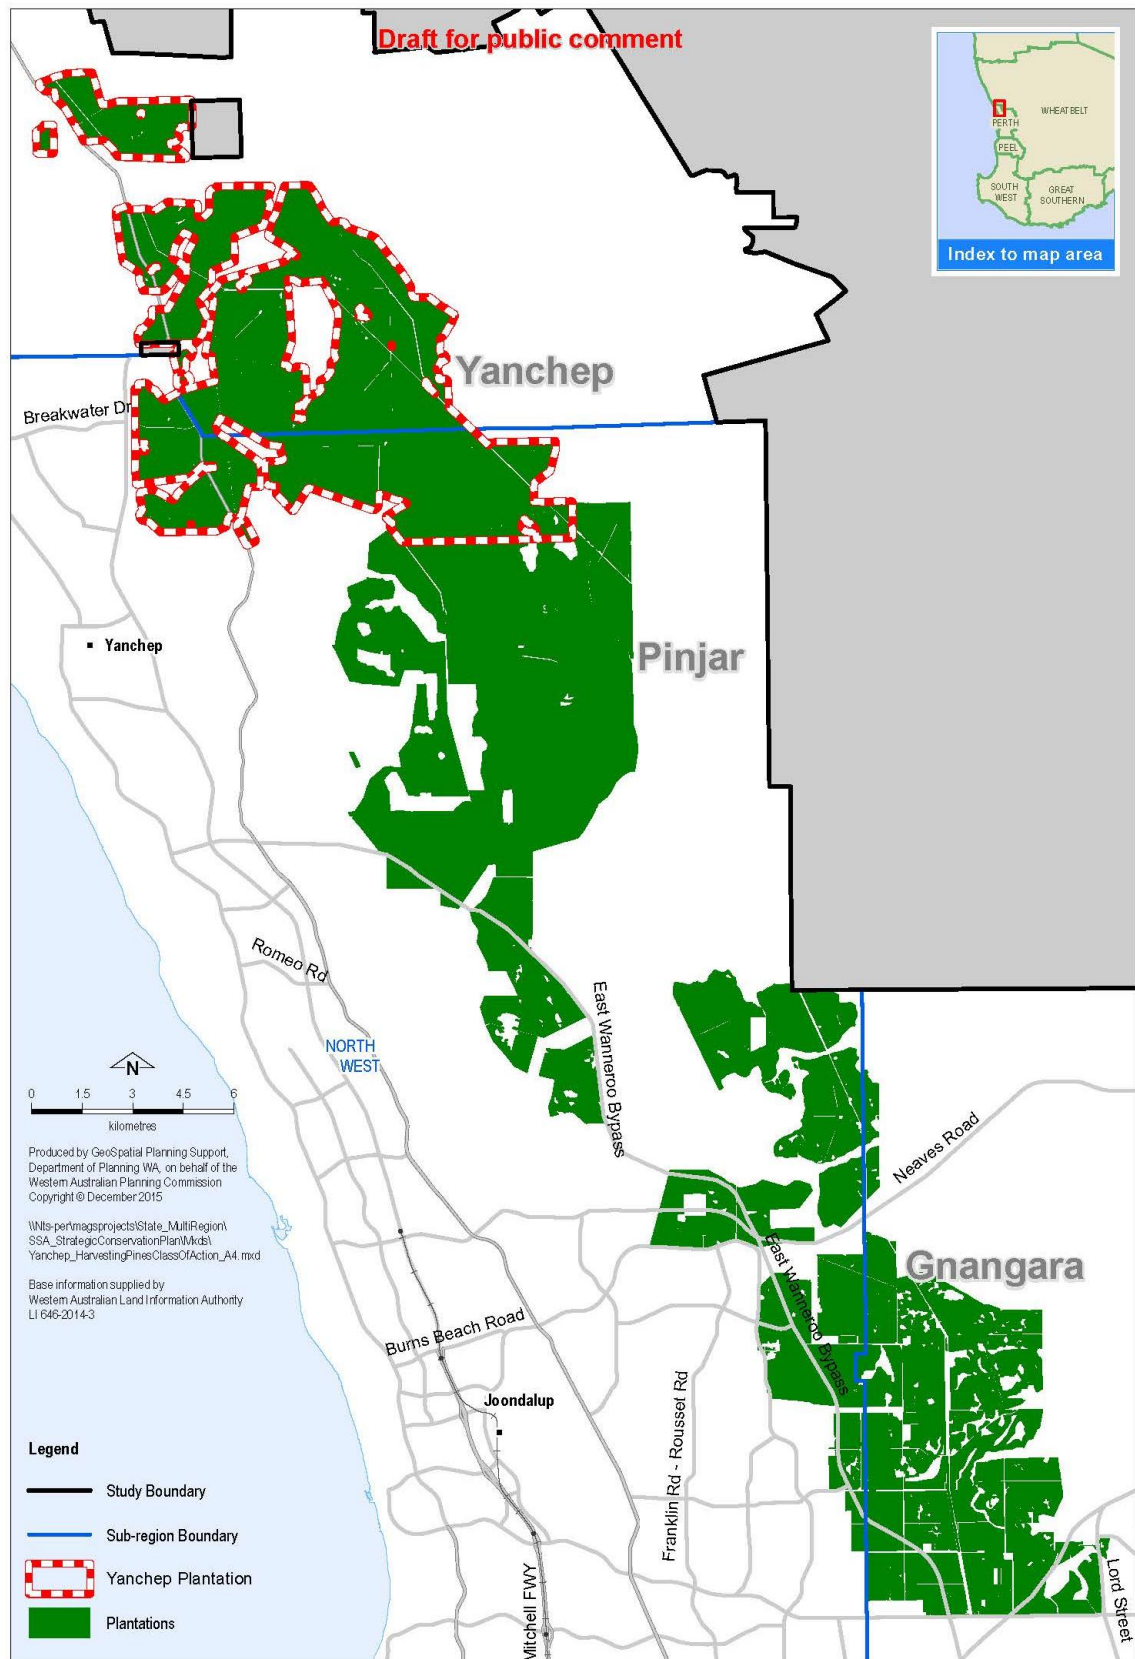 Draft for public comment
WHEATBELT
PERTH
PEEL
SOUTH
WEST
GREAT
SOUTHERN
Index to map area
Yanchep
Breakwater Dr
Yanchep
Pinjar
Romeo Rd
NORTH
WEST
East Wanneroo Bypass
N
0 1.5 3 4.5 6
kilometres
Produced by GeoSpatial Planning Support,
Department of Planning WA, on behalf of the
Western Australian Planning Commission
Copyright © December 2015
\\Nts-per\magsprojects\State_MultiRegion\
SSA_StrategicConservationPlan\Mxds\
Yanchep_HarvestingPinesClassOfAction_A4.mxd
Base information supplied by
Western Australian Land Information Authority
LI 646-2014-3
Neaves Road
Gnangara
East Wanneroo Bypass
Burns Beach Road
Joondalup
Franklin Rd - Rousset Rd
Mitchell FWY
Lord Street
Legend
Study Boundary
Sub-region Boundary
Yanchep Plantation
Plantations